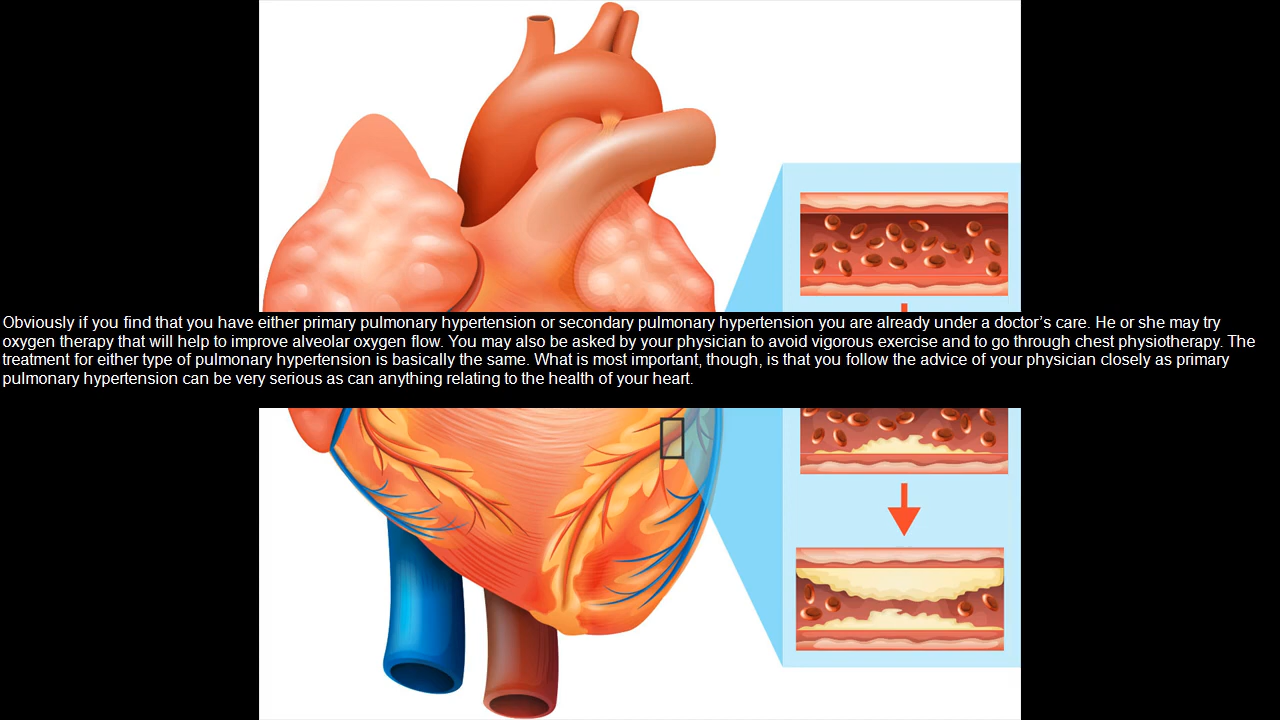 Obviously if you find that you have either primary pulmonary hypertension or secondary pulmonary hypertension you are already under a doctor’s care. He or she may try
oxygen therapy that will help to improve alveolar oxygen flow. You may also be asked by your physician to avoid vigorous exercise and to go through chest physiotherapy. The
treatment for either type of pulmonary hypertension is basically the same. What is most important, though, is that you follow the advice of your physician closely as primary
pulmonary hypertension can be very serious as can anything relating to the health of your heart.